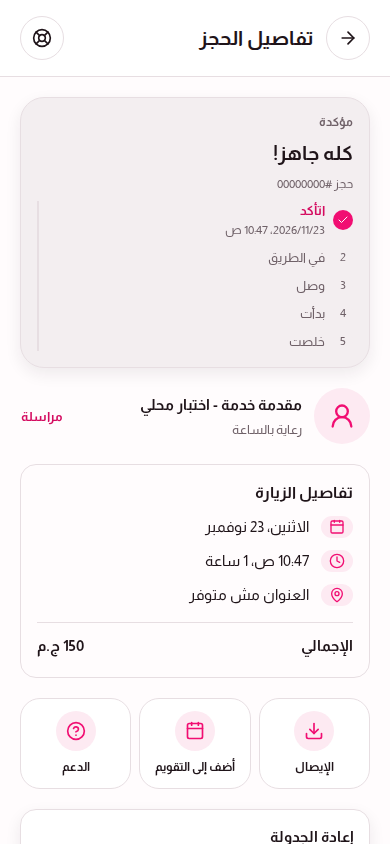 تفاصيل الحجز
مؤكدة
كله جاهز!
حجز #00000000
اتأكد
2026/11/23، 10:47 ص
2 في الطريق
3 وصل
4 بدأت
5 خلصت
مقدمة خدمة - اختبار محلي
رعاية بالساعة
مراسلة
تفاصيل الزيارة
الاثنين، 23 نوفمبر
10:47 ص، 1 ساعة
العنوان مش متوفر
الإجمالي 150 ج.م
الإيصال
أضف إلى التقويم
الدعم
إعادة الجدولة